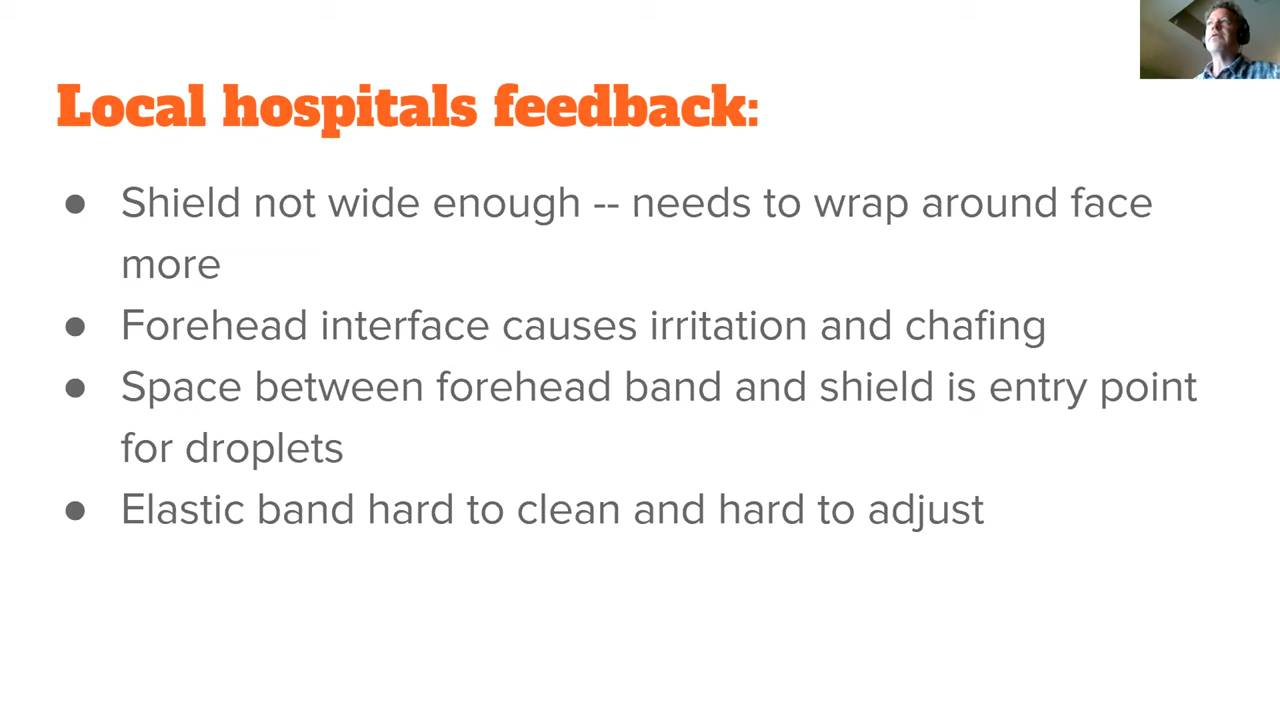 Local hospitals feedback:
● Shield not wide enough -- needs to wrap around face
more
● Forehead interface causes irritation and chafing
● Space between forehead band and shield is entry point
for droplets
● Elastic band hard to clean and hard to adjust